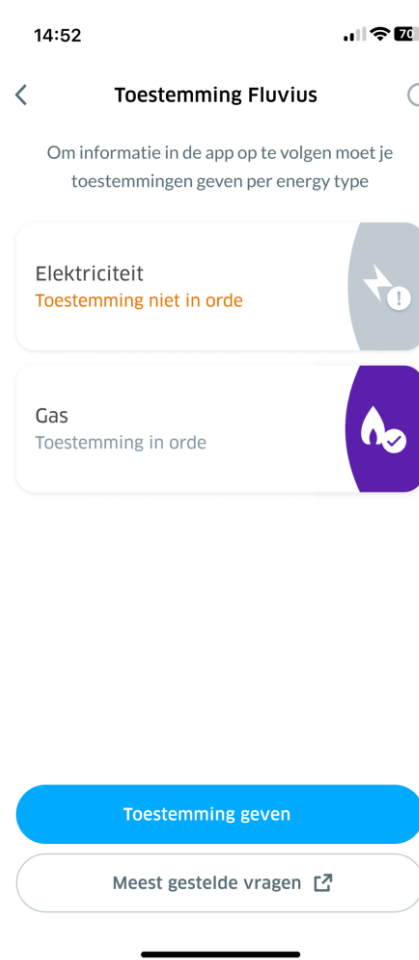 14:52
70
Toestemming Fluvius
Om informatie in de app op te volgen moet je
toestemmingen geven per energy type
Elektriciteit
Toestemming niet in orde
Gas
Toestemming in orde
Toestemming geven
Meest gestelde vragen